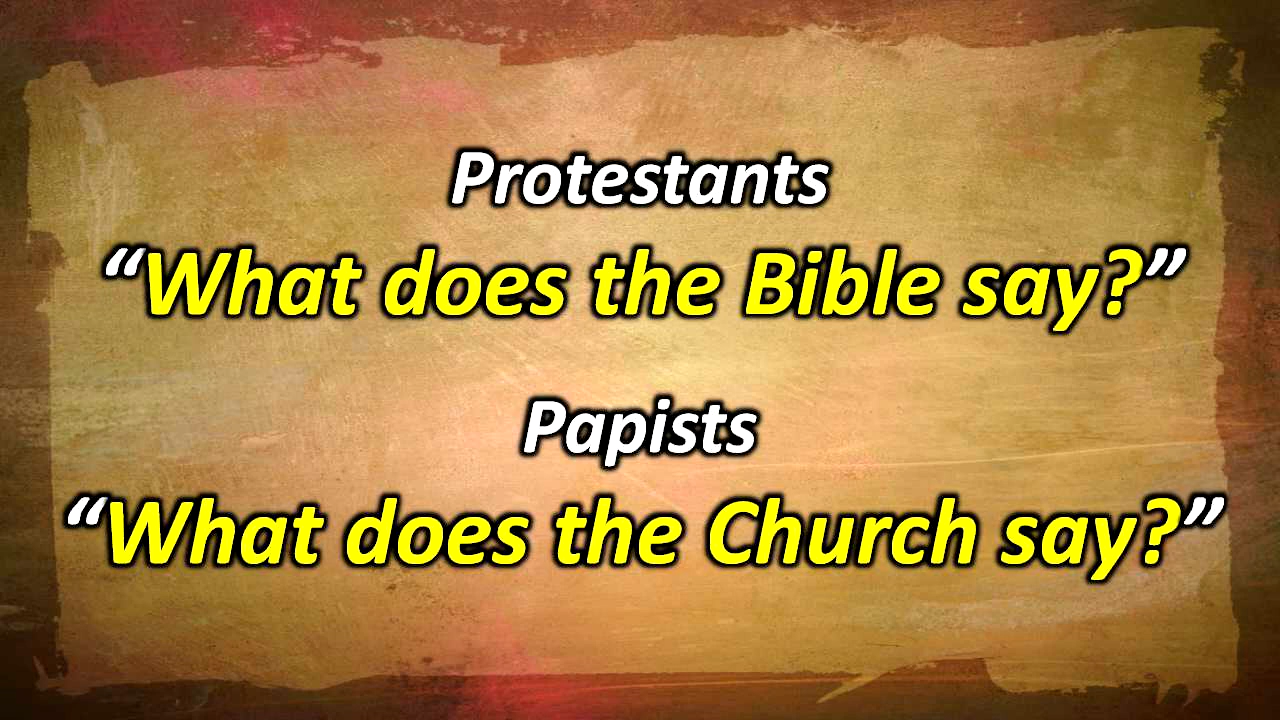 Protestants
“What does the Bible say?”
Papists
“What does the Church say?”